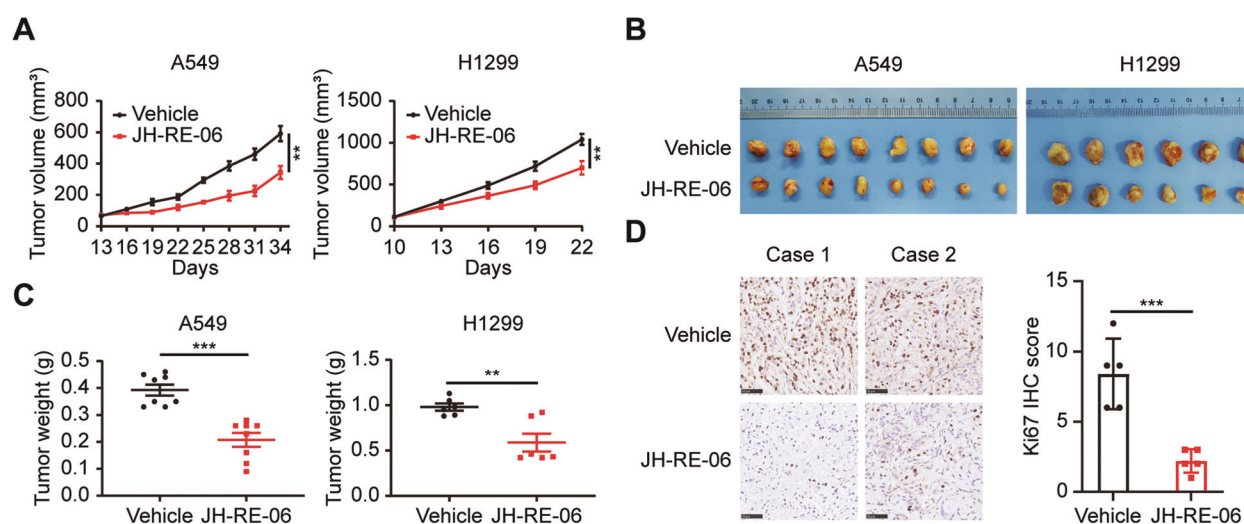 A
A549
Tumor volume (mm³)
800
600
400
200
0
Vehicle
JH-RE-06
**
13 16 19 22 25 28 31 34
Days
H1299
Tumor volume (mm³)
1500
1000
500
0
Vehicle
JH-RE-06
**
10 13 16 19 22
Days
B
A549
H1299
Vehicle
JH-RE-06
C
A549
Tumor weight (g)
0.5
0.4
0.3
0.2
0.1
0.0
***
Vehicle JH-RE-06
H1299
Tumor weight (g)
1.5
1.0
0.5
0.0
**
Vehicle JH-RE-06
D
Case 1
Case 2
Vehicle
JH-RE-06
Ki67 IHC score
15
10
5
0
***
Vehicle JH-RE-06